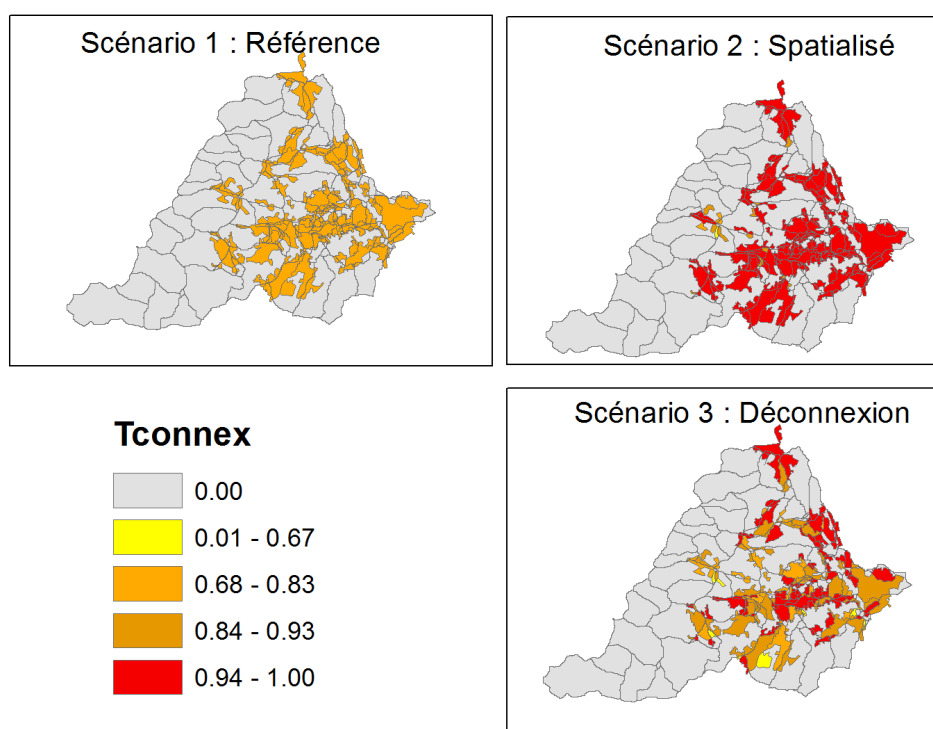 Scénario 1 : Référence
Scénario 2 : Spatialisé
Scénario 3 : Déconnexion
Tconnex
0.00
0.01 - 0.67
0.68 - 0.83
0.84 - 0.93
0.94 - 1.00